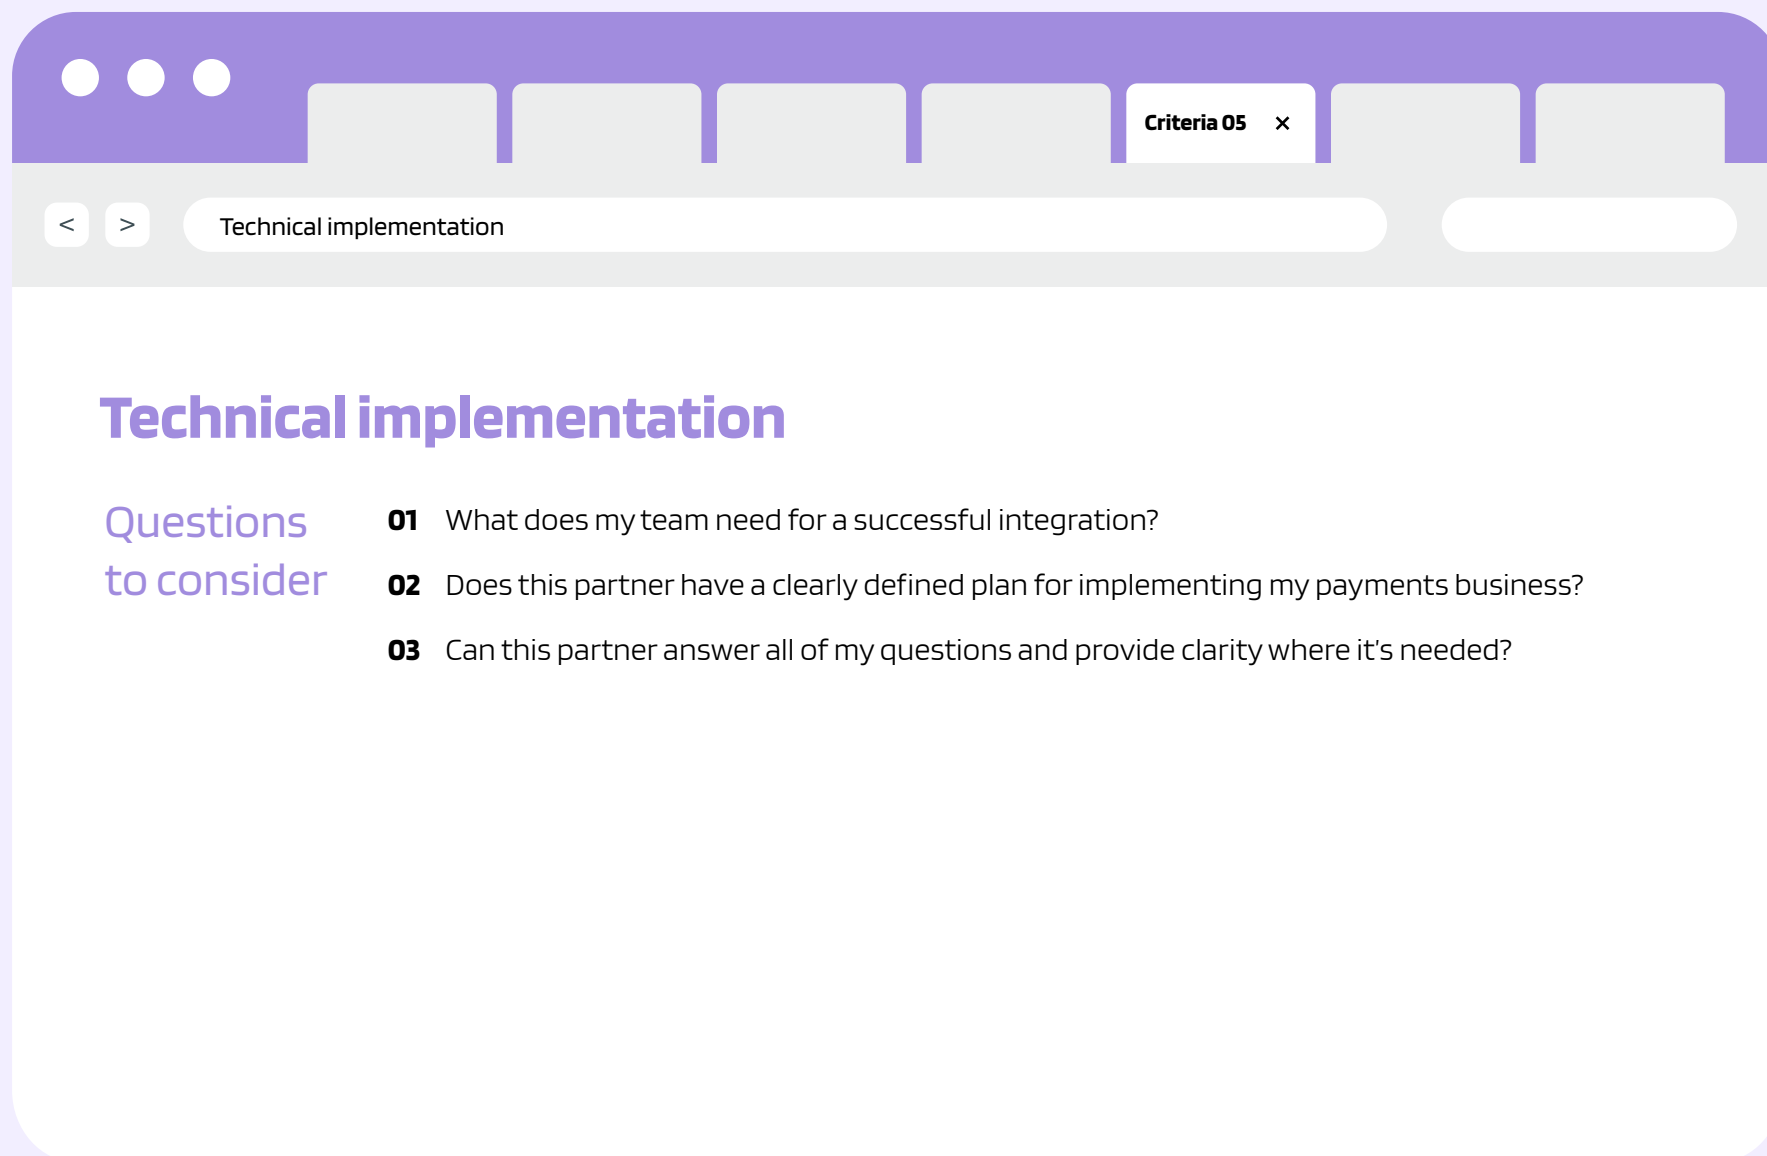 Criteria 05 ×
< >
Technical implementation
Technical implementation
Questions
to consider
01 What does my team need for a successful integration?
02 Does this partner have a clearly defined plan for implementing my payments business?
03 Can this partner answer all of my questions and provide clarity where it’s needed?